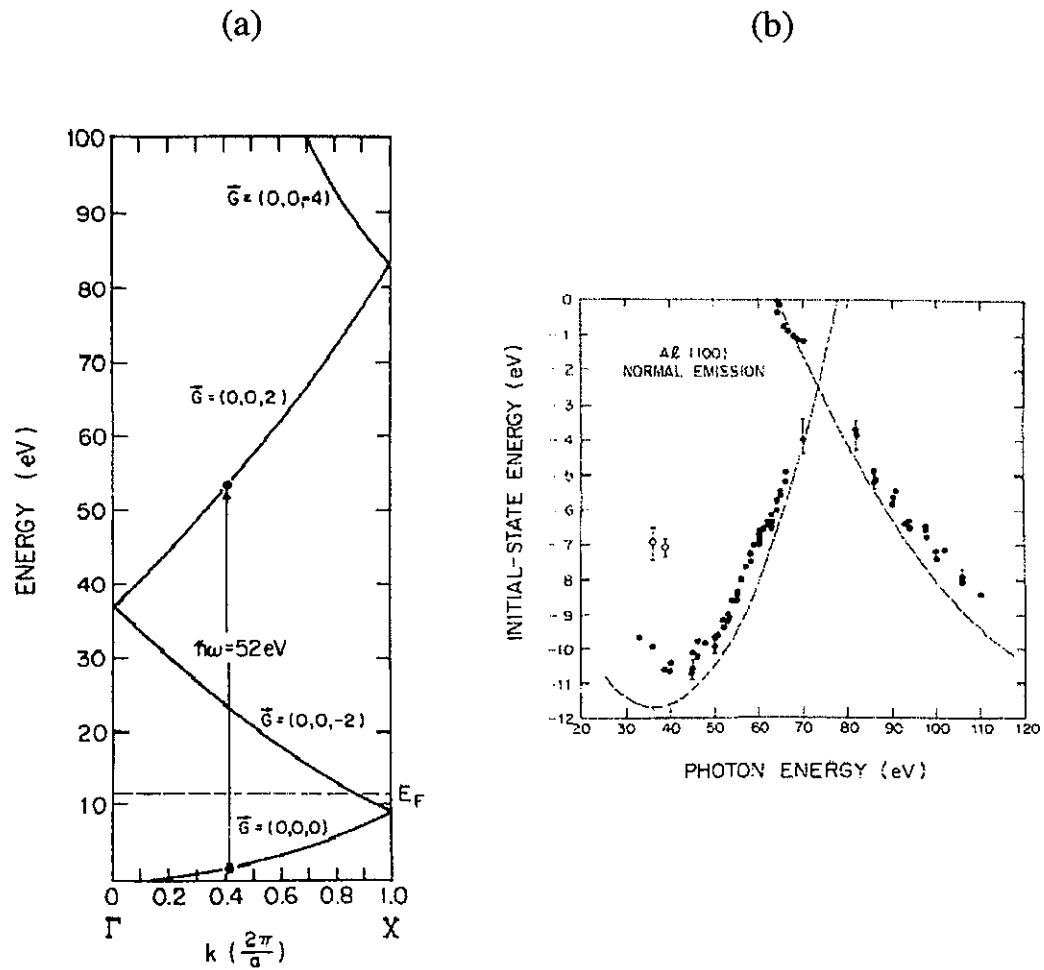 (a)
(b)
100
90
80
70
60
50
40
30
20
10
ENERGY (eV)
G̅ = (0,0,-4)
G̅ = (0,0,2)
ħω=52eV
G̅ = (0,0,-2)
E_F
G̅ = (0,0,0)
0 0.2 0.4 0.6 0.8 1.0
Γ X
k (2π/a)
0
-1
-2
-3
-4
-5
-6
-7
-8
-9
-10
-11
-12
INITIAL-STATE ENERGY (eV)
Aℓ (100)
NORMAL EMISSION
20 30 40 50 60 70 80 90 100 110 120
PHOTON ENERGY (eV)